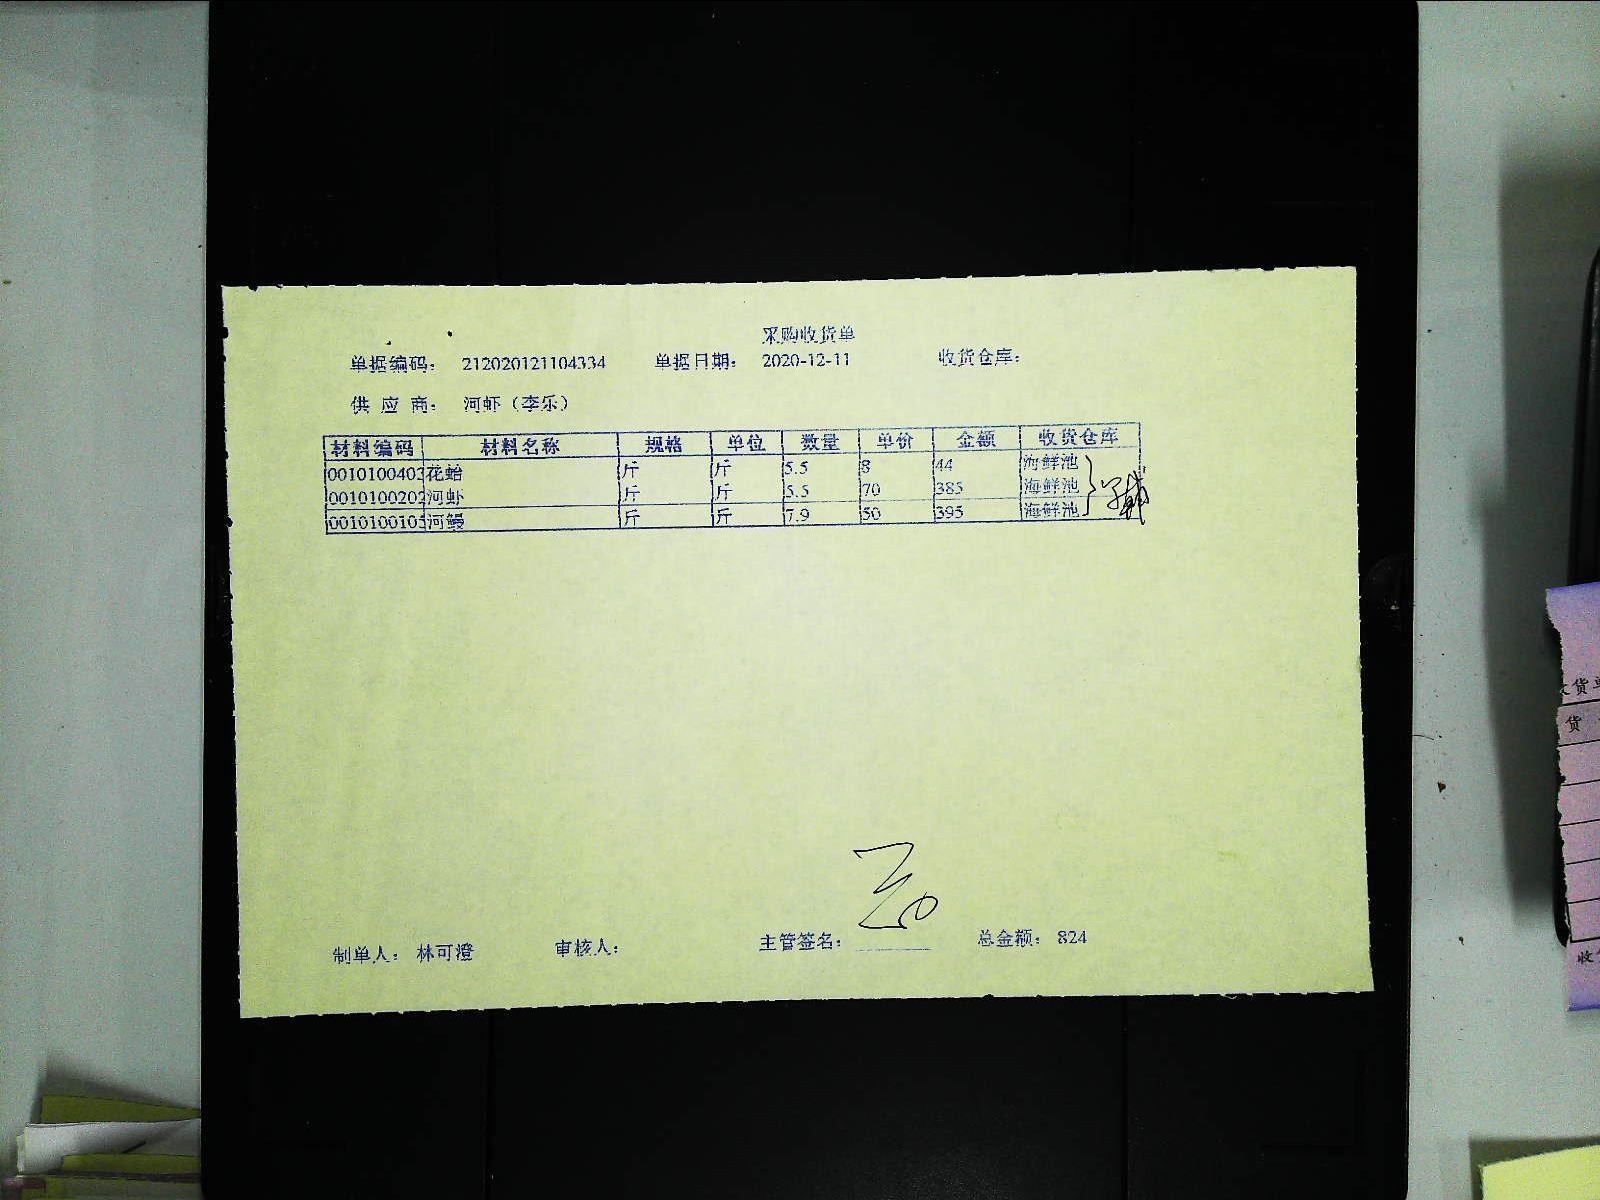 采购收货单
单据编码： 212020121104334 单据日期： 2020-12-11 收货仓库：
供 应 商： 河虾（李乐）
材料编码 材料名称 规格 单位 数量 单价 金额 收货仓库
0010100403 花蛤 斤 斤 5.5 8 44 海鲜池
0010100202 河虾 斤 斤 5.5 70 385 海鲜池
0010100105 河鳗 斤 斤 7.9 50 395 海鲜池
制单人： 林可澄 审核人： 主管签名： 总金额： 824
货
收